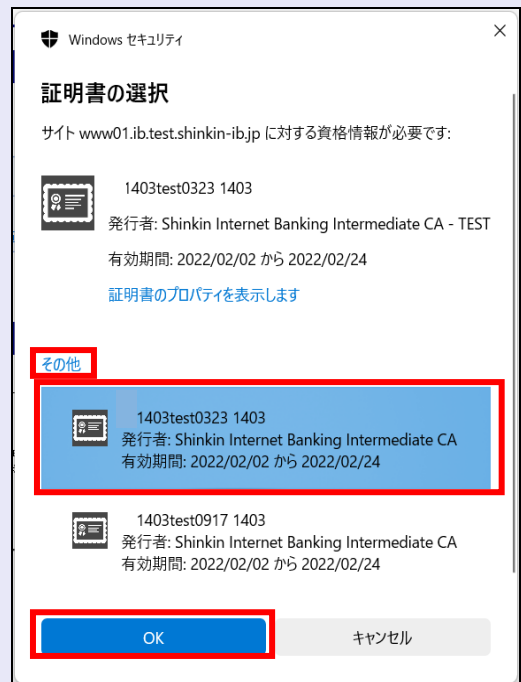 Windows セキュリティ
証明書の選択
サイト www01.ib.test.shinkin-ib.jp に対する資格情報が必要です:
1403test0323 1403
発行者: Shinkin Internet Banking Intermediate CA - TEST
有効期間: 2022/02/02 から 2022/02/24
証明書のプロパティを表示します
その他
1403test0323 1403
発行者: Shinkin Internet Banking Intermediate CA
有効期間: 2022/02/02 から 2022/02/24
1403test0917 1403
発行者: Shinkin Internet Banking Intermediate CA
有効期間: 2022/02/02 から 2022/02/24
OK
キャンセル